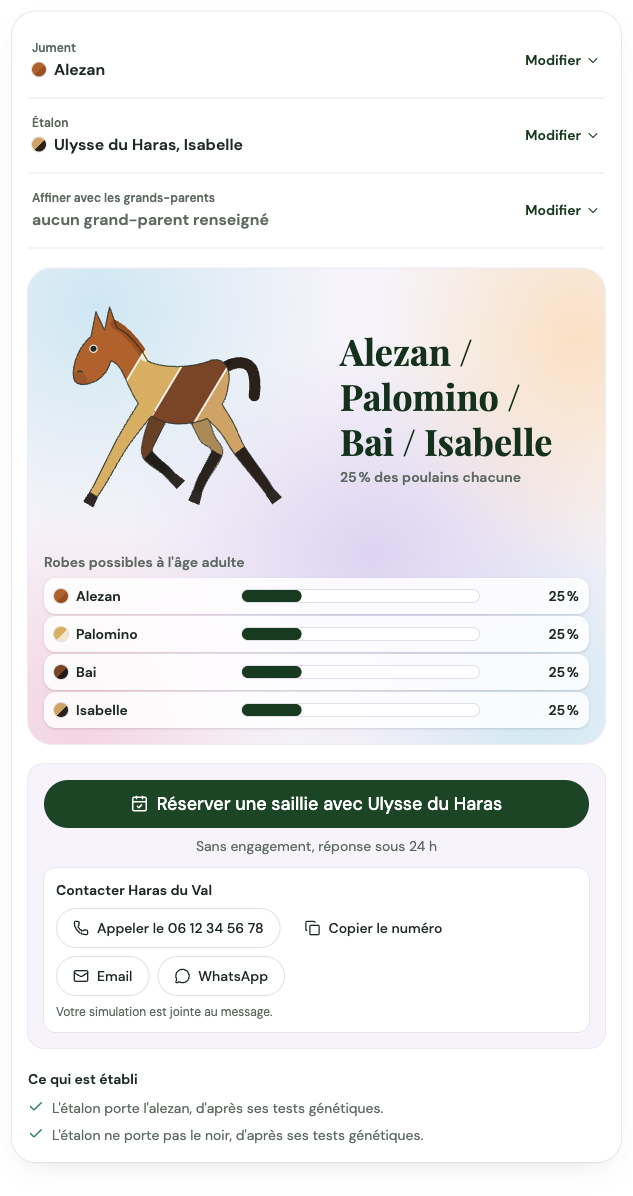 Jument
Alezan
Modifier
Étalon
Ulysse du Haras, Isabelle
Modifier
Affiner avec les grands-parents
aucun grand-parent renseigné
Modifier
Alezan /
Palomino /
Bai / Isabelle
25 % des poulains chacune
Robes possibles à l'âge adulte
Alezan 25 %
Palomino 25 %
Bai 25 %
Isabelle 25 %
Réserver une saillie avec Ulysse du Haras
Sans engagement, réponse sous 24 h
Contacter Haras du Val
Appeler le 06 12 34 56 78
Copier le numéro
Email
WhatsApp
Votre simulation est jointe au message.
Ce qui est établi
L'étalon porte l'alezan, d'après ses tests génétiques.
L'étalon ne porte pas le noir, d'après ses tests génétiques.